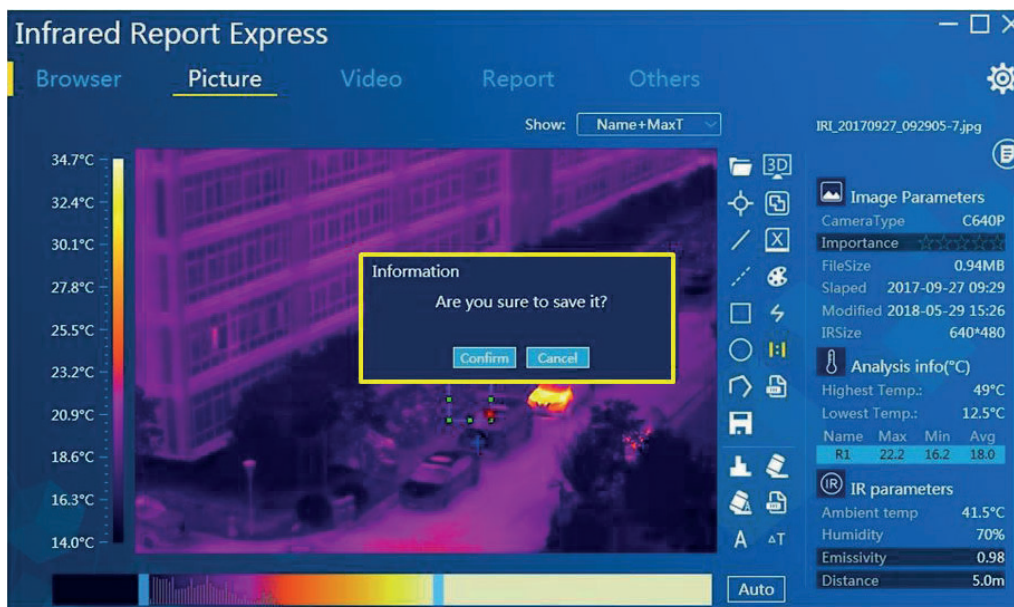 Infrared Report Express
Browser Picture Video Report Others
Show: Name+MaxT
IRI_20170927_092905-7.jpg
34.7°C
32.4°C
30.1°C
27.8°C
25.5°C
23.2°C
20.9°C
18.6°C
16.3°C
14.0°C
Information
Are you sure to save it?
Confirm Cancel
3D
X
A ΔT
Auto
Image Parameters
CameraType C640P
Importance
FileSize 0.94MB
Slaped 2017-09-27 09:29
Modified 2018-05-29 15:26
IRSize 640*480
Analysis info(°C)
Highest Temp.: 49°C
Lowest Temp.: 12.5°C
Name Max Min Avg
R1 22.2 16.2 18.0
IR IR parameters
Ambient temp 41.5°C
Humidity 70%
Emissivity 0.98
Distance 5.0m